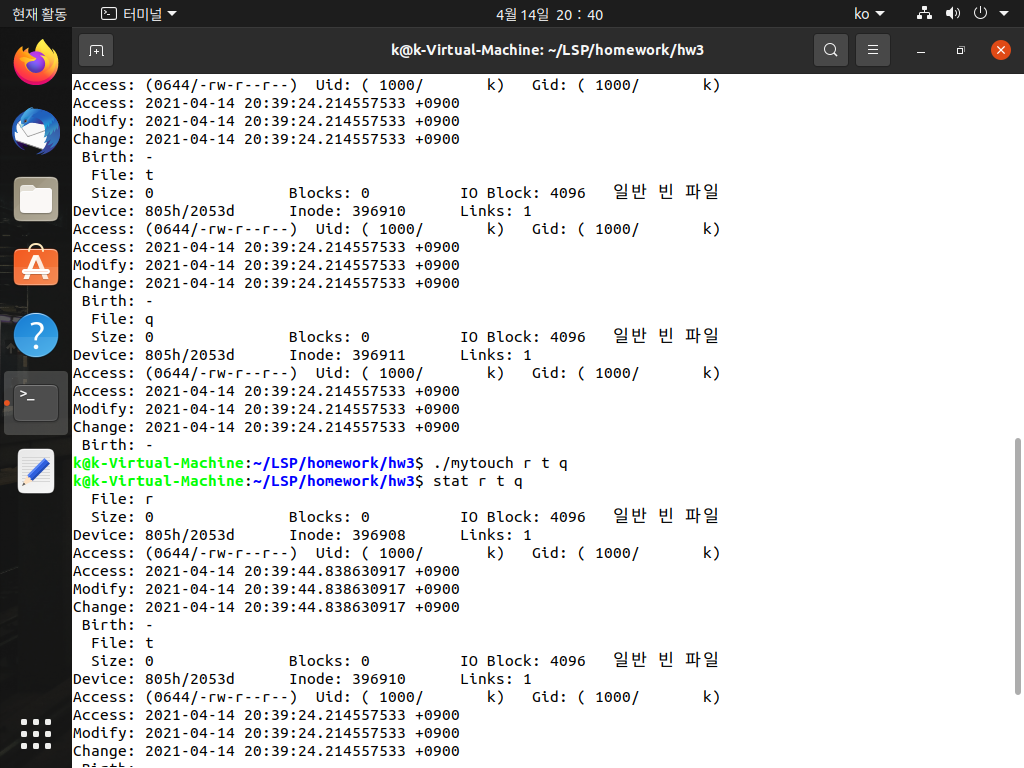 현재 활동 터미널 4월 14일 20 : 40 ko
k@k-Virtual-Machine: ~/LSP/homework/hw3
Access: (0644/-rw-r--r--)  Uid: ( 1000/       k)   Gid: ( 1000/       k)
Access: 2021-04-14 20:39:24.214557533 +0900
Modify: 2021-04-14 20:39:24.214557533 +0900
Change: 2021-04-14 20:39:24.214557533 +0900
 Birth: -
  File: t
  Size: 0               Blocks: 0          IO Block: 4096   일반 빈 파일
Device: 805h/2053d      Inode: 396910      Links: 1
Access: (0644/-rw-r--r--)  Uid: ( 1000/       k)   Gid: ( 1000/       k)
Access: 2021-04-14 20:39:24.214557533 +0900
Modify: 2021-04-14 20:39:24.214557533 +0900
Change: 2021-04-14 20:39:24.214557533 +0900
 Birth: -
  File: q
  Size: 0               Blocks: 0          IO Block: 4096   일반 빈 파일
Device: 805h/2053d      Inode: 396911      Links: 1
Access: (0644/-rw-r--r--)  Uid: ( 1000/       k)   Gid: ( 1000/       k)
Access: 2021-04-14 20:39:24.214557533 +0900
Modify: 2021-04-14 20:39:24.214557533 +0900
Change: 2021-04-14 20:39:24.214557533 +0900
 Birth: -
k@k-Virtual-Machine:~/LSP/homework/hw3$ ./mytouch r t q
k@k-Virtual-Machine:~/LSP/homework/hw3$ stat r t q
  File: r
  Size: 0               Blocks: 0          IO Block: 4096   일반 빈 파일
Device: 805h/2053d      Inode: 396908      Links: 1
Access: (0644/-rw-r--r--)  Uid: ( 1000/       k)   Gid: ( 1000/       k)
Access: 2021-04-14 20:39:44.838630917 +0900
Modify: 2021-04-14 20:39:44.838630917 +0900
Change: 2021-04-14 20:39:44.838630917 +0900
 Birth: -
  File: t
  Size: 0               Blocks: 0          IO Block: 4096   일반 빈 파일
Device: 805h/2053d      Inode: 396910      Links: 1
Access: (0644/-rw-r--r--)  Uid: ( 1000/       k)   Gid: ( 1000/       k)
Access: 2021-04-14 20:39:24.214557533 +0900
Modify: 2021-04-14 20:39:24.214557533 +0900
Change: 2021-04-14 20:39:24.214557533 +0900